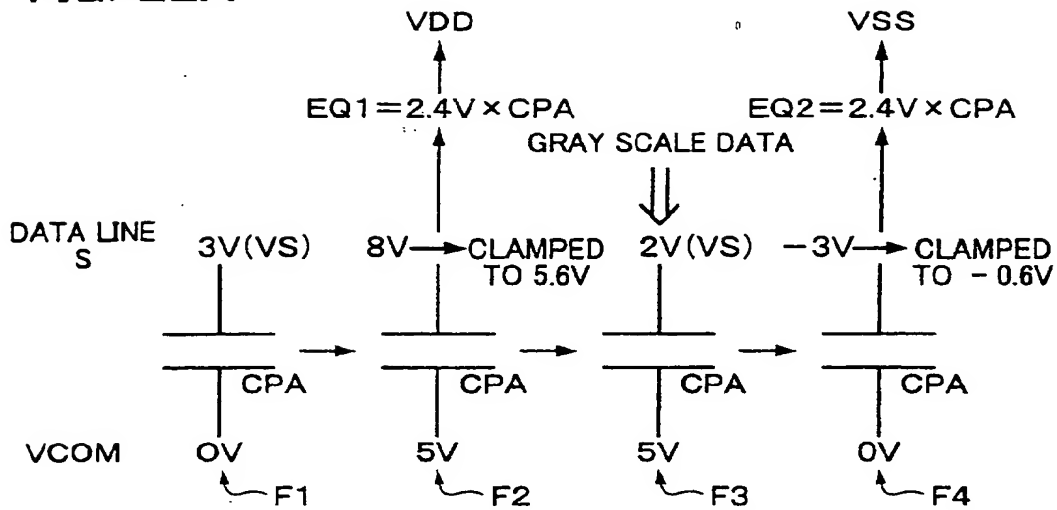 VDD VSS
EQ1=2.4V×CPA EQ2=2.4V×CPA
GRAY SCALE DATA
DATA LINE S 3V(VS) 8V CLAMPED TO 5.6V 2V(VS) -3V CLAMPED TO -0.6V
CPA CPA CPA CPA
VCOM 0V 5V 5V 0V
F1 F2 F3 F4